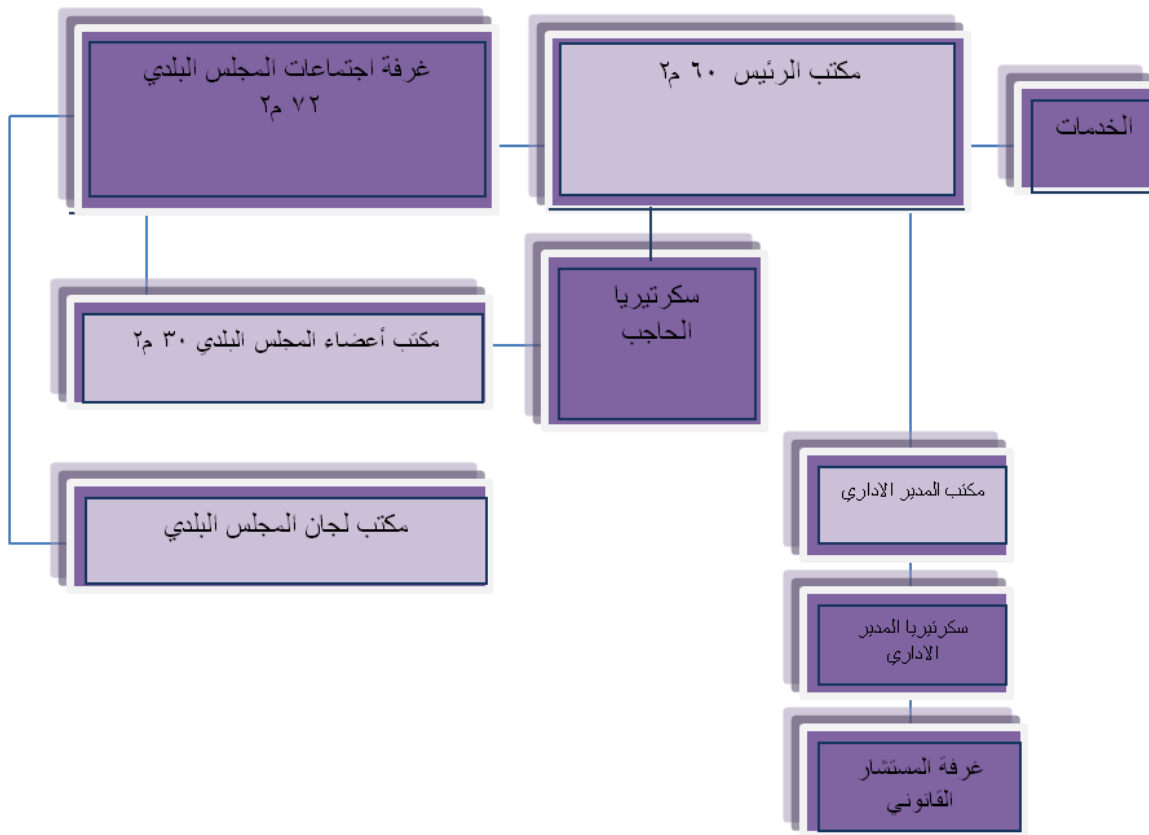 غرفة اجتماعات المجلس البلدي
٧٢ م٢
مكتب الرئيس ٦٠ م٢
الخدمات
سكرتيريا
الحاجب
مكتب أعضاء المجلس البلدي ٣٠ م٢
مكتب لجان المجلس البلدي
مكتب المدير الاداري
سكرتيريا المدير
الاداري
غرفة المستشار
القانوني